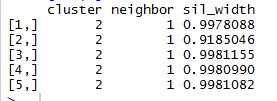 cluster neighbor sil_width
[1,] 2 1 0.9978088
[2,] 2 1 0.9185046
[3,] 2 1 0.9981155
[4,] 2 1 0.9980990
[5,] 2 1 0.9981082